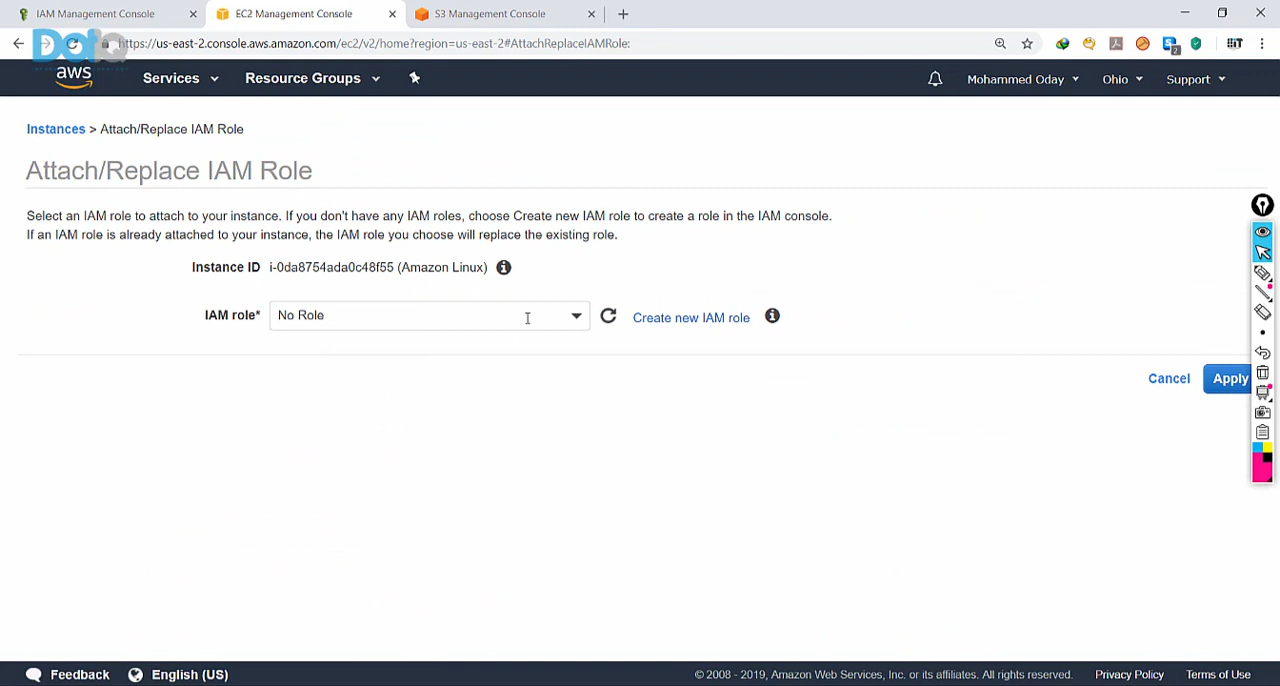 IAM Management Console
EC2 Management Console
S3 Management Console
https://us-east-2.console.aws.amazon.com/ec2/v2/home?region=us-east-2#AttachReplaceIAMRole:
aws
Services
Resource Groups
Mohammed Oday
Ohio
Support
Instances > Attach/Replace IAM Role
Attach/Replace IAM Role
Select an IAM role to attach to your instance. If you don't have any IAM roles, choose Create new IAM role to create a role in the IAM console.
If an IAM role is already attached to your instance, the IAM role you choose will replace the existing role.
Instance ID i-0da8754ada0c48f55 (Amazon Linux)
IAM role* No Role Create new IAM role
Cancel Apply
Feedback English (US) © 2008 - 2019, Amazon Web Services, Inc. or its affiliates. All rights reserved. Privacy Policy Terms of Use